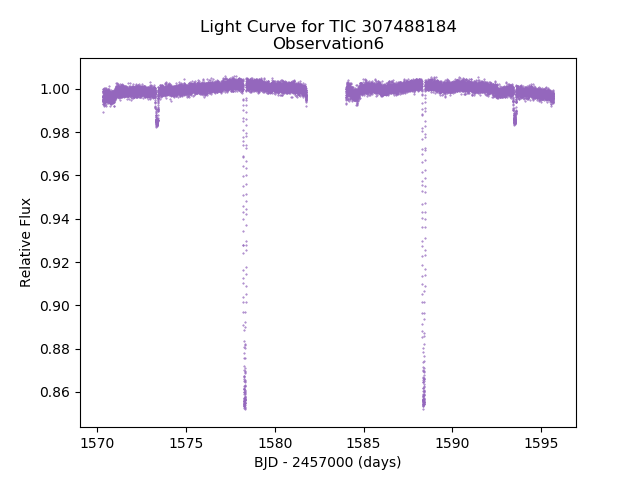 Light Curve for TIC 307488184
Observation6
1.00
0.98
0.96
0.94
0.92
0.90
0.88
0.86
Relative Flux
1570 1575 1580 1585 1590 1595
BJD - 2457000 (days)